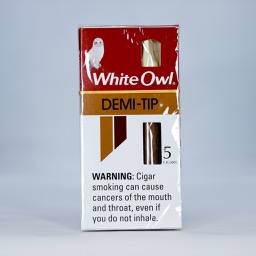 White Owl®
DEMI-TIP
5
CIGARS
WARNING: Cigar
smoking can cause
cancers of the mouth
and throat, even if
you do not inhale.